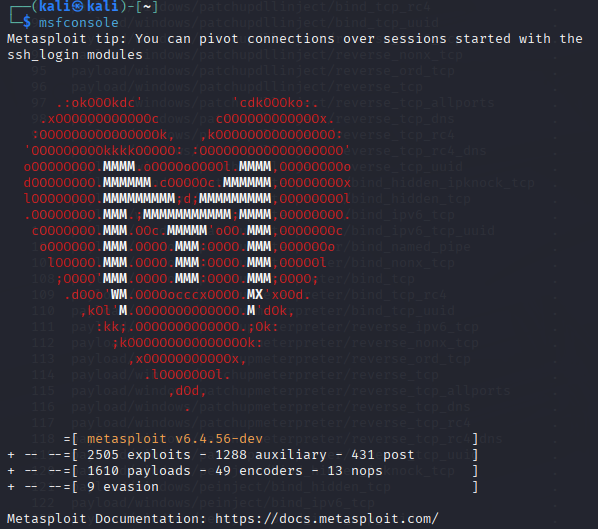 ┌──(kali㉿kali)-[~]
└─$ msfconsole
Metasploit tip: You can pivot connections over sessions started with the
ssh_login modules
.:okOOOkdc'           'cdkOOOko:.
.xOOOOOOOOOOOOc       cOOOOOOOOOOOOx.
:OOOOOOOOOOOOOOOk,   ,kOOOOOOOOOOOOOOO:
'OOOOOOOOOkkkkOOOOO: :OOOOOOOOOOOOOOOOOO'
oOOOOOOOO.MMMM.oOOOOoOOOOl.MMMM,OOOOOOOOo
dOOOOOOOO.MMMMMM.cOOOOOc.MMMMMM,OOOOOOOOx
lOOOOOOOO.MMMMMMMMM;d;MMMMMMMMM,OOOOOOOOl
.OOOOOOOO.MMM.;MMMMMMMMMMM;MMMM,OOOOOOOO.
cOOOOOOO.MMM.OOc.MMMMM'oOO.MMM,OOOOOOOc
oOOOOOO.MMM.OOOO.MMM:OOOO.MMM,OOOOOOo
lOOOOO.MMM.OOOO.MMM:OOOO.MMM,OOOOOl
;OOOO'MMM.OOOO.MMM:OOOO.MMM;OOOO;
.dOOo'WM.OOOOocccxOOOO.MX'xOOd.
,kOl'M.OOOOOOOOOOOOO.M'dOk,
:kk;.OOOOOOOOOOOOO.;Ok:
;kOOOOOOOOOOOOOOOk:
,xOOOOOOOOOOOx,
.lOOOOOOOl.
,dOd,
.
=[ metasploit v6.4.56-dev                          ]
+ -- --=[ 2505 exploits - 1288 auxiliary - 431 post       ]
+ -- --=[ 1610 payloads - 49 encoders - 13 nops           ]
+ -- --=[ 9 evasion                                       ]
Metasploit Documentation: https://docs.metasploit.com/